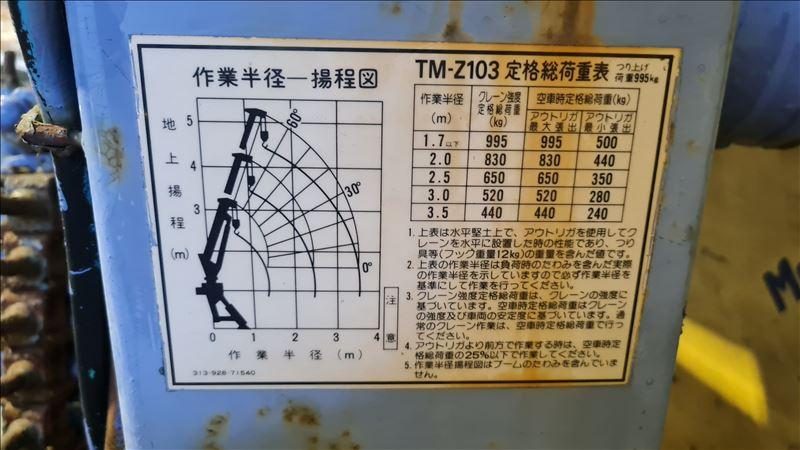 作業半径ー揚程図
地上揚程(m)
5
4
3
2
1
0
60°
30°
0°
0 1 2 3 4
作業半径(m)
313-928-71540
注意
TM-Z103 定格総荷重表 つり上げ荷重995kg
作業半径(m) クレーン強度定格総荷重(kg) 空車時定格総荷重(kg)
アウトリガ最大張出 アウトリガ最小張出
1.7以下 995 995 500
2.0 830 830 440
2.5 650 650 350
3.0 520 520 280
3.5 440 440 240
1. 上表は水平堅土上で、アウトリガを使用してク
レーンを水平に設置した時の性能であり、つり
具等(フック重量12kg)の重量を含んだ値です。
2. 上表の作業半径は負荷時のたわみを含んだ実際
の作業半径を示していますので必ず作業半径を
基準にして作業を行ってください。
3. クレーン強度定格総荷重は、クレーンの強度に
基づいています。空車時定格総荷重はクレーン
の強度及び車両の安定度に基づいています。通
常のクレーン作業は、空車時定格総荷重で行っ
てください。
4. アウトリガより前方で作業する時は、空車時定
格総荷重の25%以下で作業してください。
5. 作業半径揚程図はブームのたわみを含んでいま
せん。